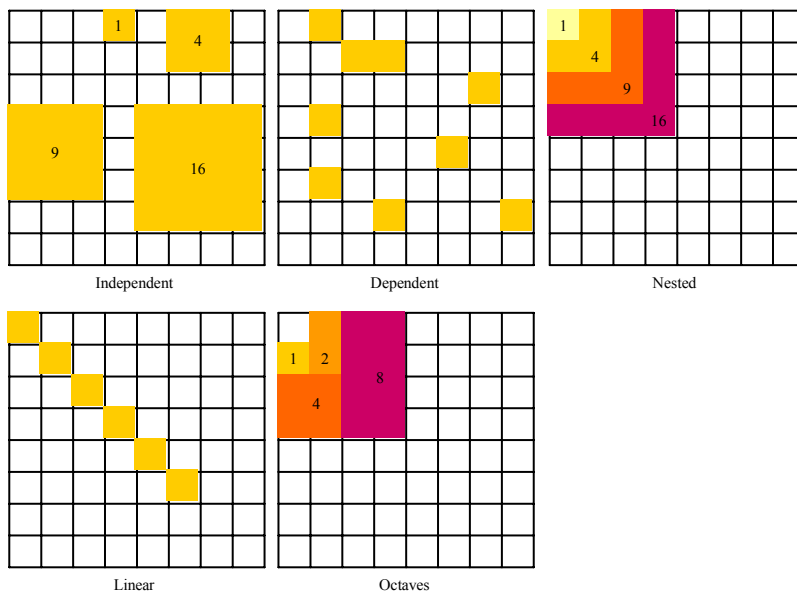 1
4
9
16
Independent
Dependent
1
4
9
16
Nested
Linear
1
2
4
8
Octaves